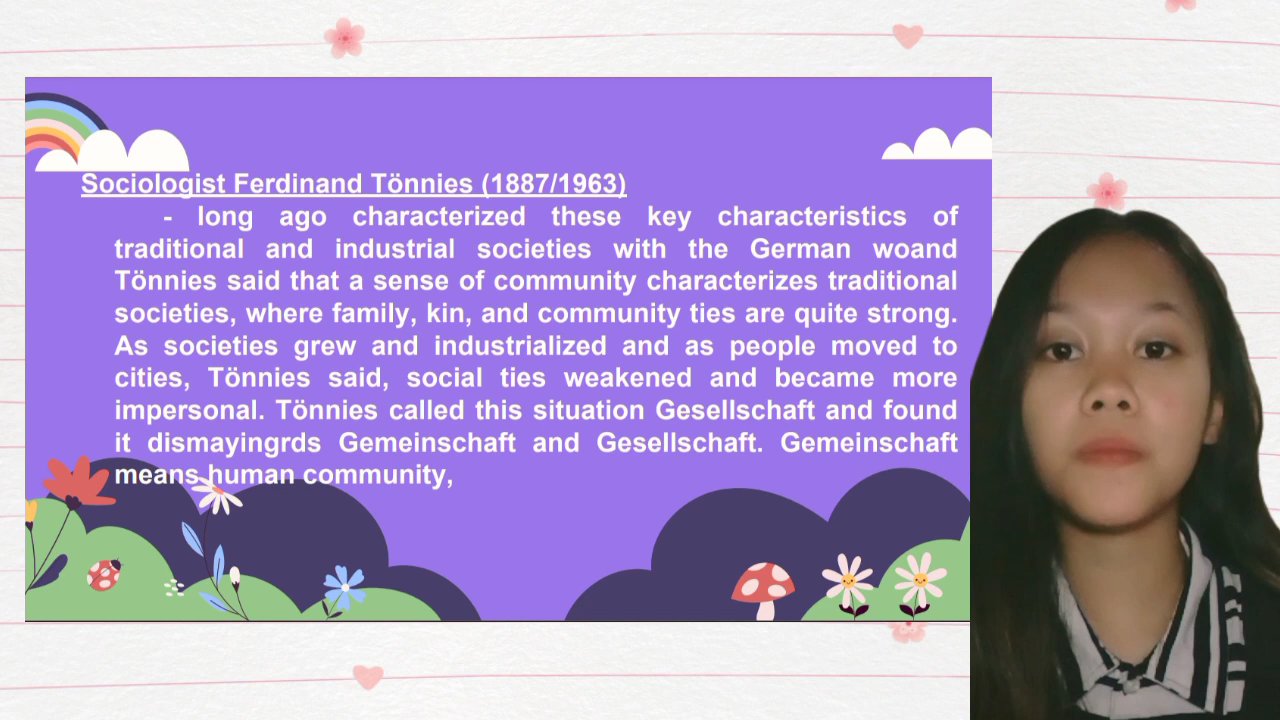 Sociologist Ferdinand Tönnies (1887/1963)
- long ago characterized these key characteristics of
traditional and industrial societies with the German woand
Tönnies said that a sense of community characterizes traditional
societies, where family, kin, and community ties are quite strong.
As societies grew and industrialized and as people moved to
cities, Tönnies said, social ties weakened and became more
impersonal. Tönnies called this situation Gesellschaft and found
it dismayingrds Gemeinschaft and Gesellschaft. Gemeinschaft
means human community,